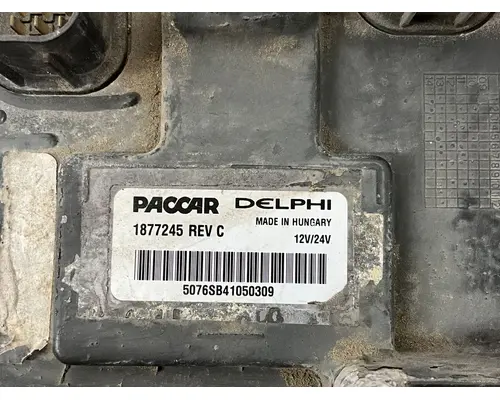 PACCAR DELPHI
MADE IN HUNGARY
1877245 REV C
12V/24V
5076SB41050309